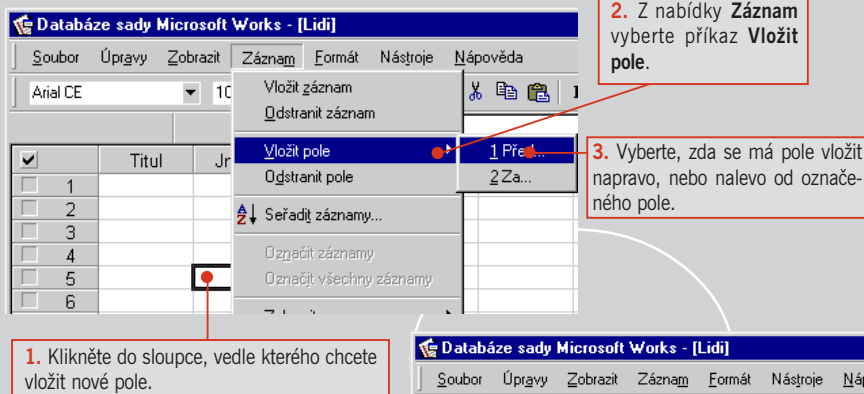 Databáze sady Microsoft Works - [Lidi]
Soubor Úpravy Zobrazit Záznam Formát Nástroje Nápověda
Arial CE 10
Vložit záznam
Odstranit záznam
Vložit pole
Odstranit pole
Seřadit záznamy...
Označit záznamy
Označit všechny záznamy
1 Před...
2 Za...
Titul
1
2
3
4
5
6
2. Z nabídky Záznam
vyberte příkaz Vložit
pole.
3. Vyberte, zda se má pole vložit
napravo, nebo nalevo od označe-
ného pole.
1. Klikněte do sloupce, vedle kterého chcete
vložit nové pole.
Databáze sady Microsoft Works - [Lidi]
Soubor Úpravy Zobrazit Záznam Formát Nástroje